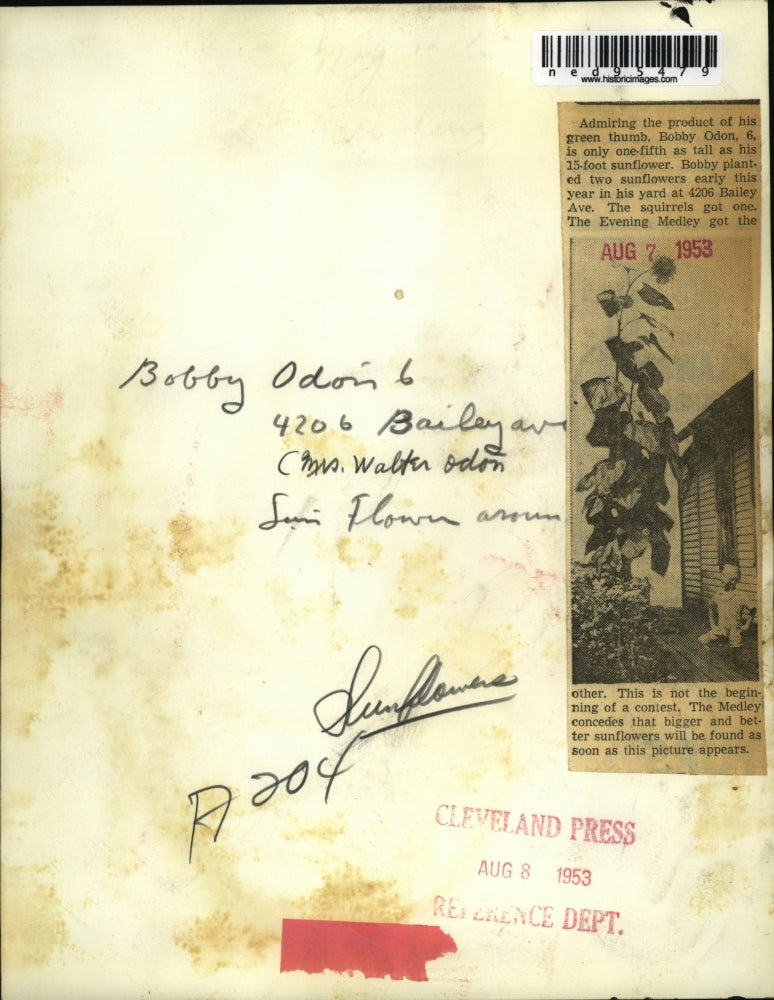 ned95479
www.historicimages.com
Admiring the product of his
green thumb, Bobby Odon, 6,
is only one-fifth as tall as his
15-foot sunflower. Bobby plant-
ed two sunflowers early this
year in his yard at 4206 Bailey
Ave. The squirrels got one.
The Evening Medley got the
AUG 7 1953
Bobby Odon 6
4206 Bailey ave
(Mrs. Walter Odon
Sun Flower aroun
other. This is not the begin-
ning of a contest. The Medley
concedes that bigger and bet-
ter sunflowers will be found as
soon as this picture appears.
Sunflowers
204
CLEVELAND PRESS
AUG 8 1953
REFERENCE DEPT.